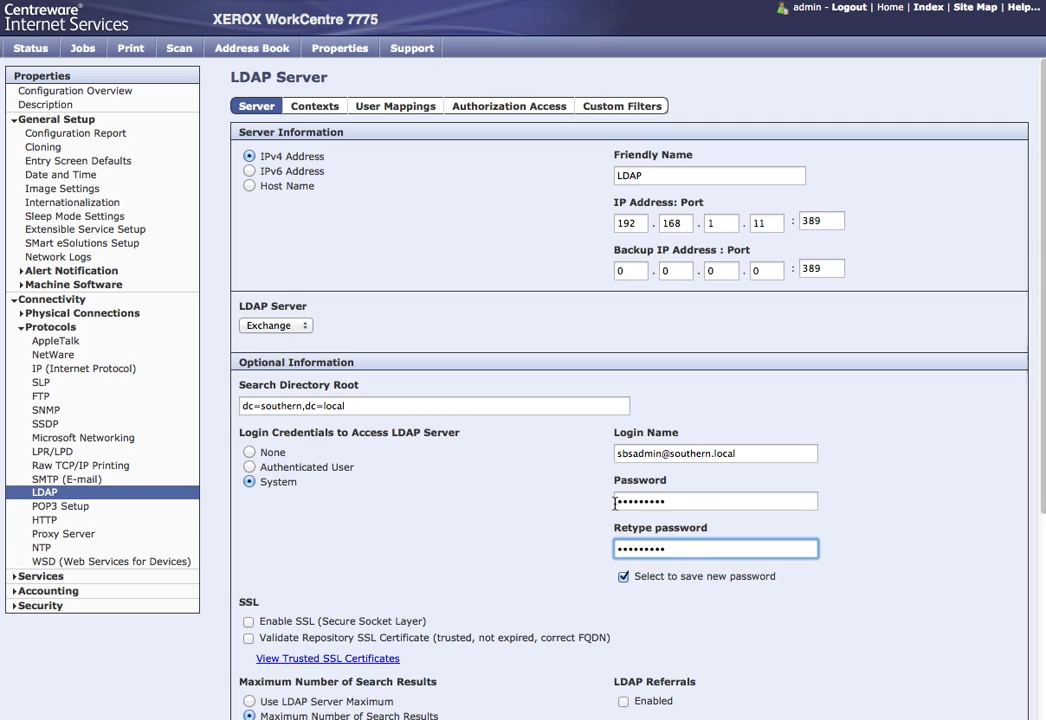 Centreware®
Internet Services
XEROX WorkCentre 7775
admin - Logout | Home | Index | Site Map | Help...
Status
Jobs
Print
Scan
Address Book
Properties
Support
Properties
Configuration Overview
Description
General Setup
Configuration Report
Cloning
Entry Screen Defaults
Date and Time
Image Settings
Internationalization
Sleep Mode Settings
Extensible Service Setup
SMart eSolutions Setup
Network Logs
Alert Notification
Machine Software
Connectivity
Physical Connections
Protocols
AppleTalk
NetWare
IP (Internet Protocol)
SLP
FTP
SNMP
SSDP
Microsoft Networking
LPR/LPD
Raw TCP/IP Printing
SMTP (E-mail)
LDAP
POP3 Setup
HTTP
Proxy Server
NTP
WSD (Web Services for Devices)
Services
Accounting
Security
LDAP Server
Server
Contexts
User Mappings
Authorization Access
Custom Filters
Server Information
IPv4 Address
IPv6 Address
Host Name
Friendly Name
LDAP
IP Address: Port
192 . 168 . 1 . 11 : 389
Backup IP Address : Port
0 . 0 . 0 . 0 : 389
LDAP Server
Exchange
Optional Information
Search Directory Root
dc=southern,dc=local
Login Credentials to Access LDAP Server
None
Authenticated User
System
Login Name
sbsadmin@southern.local
Password
•••••••••
Retype password
•••••••••
Select to save new password
SSL
Enable SSL (Secure Socket Layer)
Validate Repository SSL Certificate (trusted, not expired, correct FQDN)
View Trusted SSL Certificates
Maximum Number of Search Results
Use LDAP Server Maximum
Maximum Number of Search Results
LDAP Referrals
Enabled